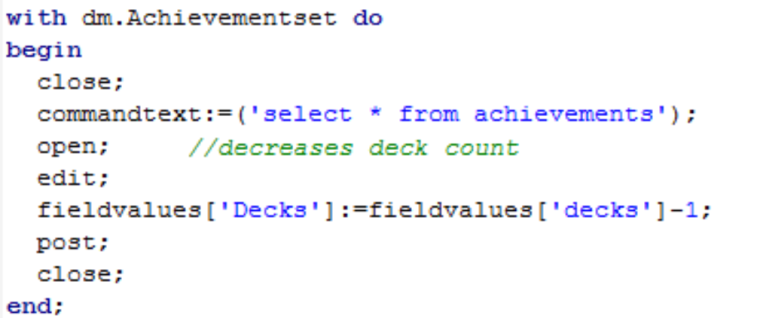 with dm.Achievementset do
begin
close;
commandtext:=('select * from achievements');
open; //decreases deck count
edit;
fieldvalues['Decks']:=fieldvalues['decks']-1;
post;
close;
end;